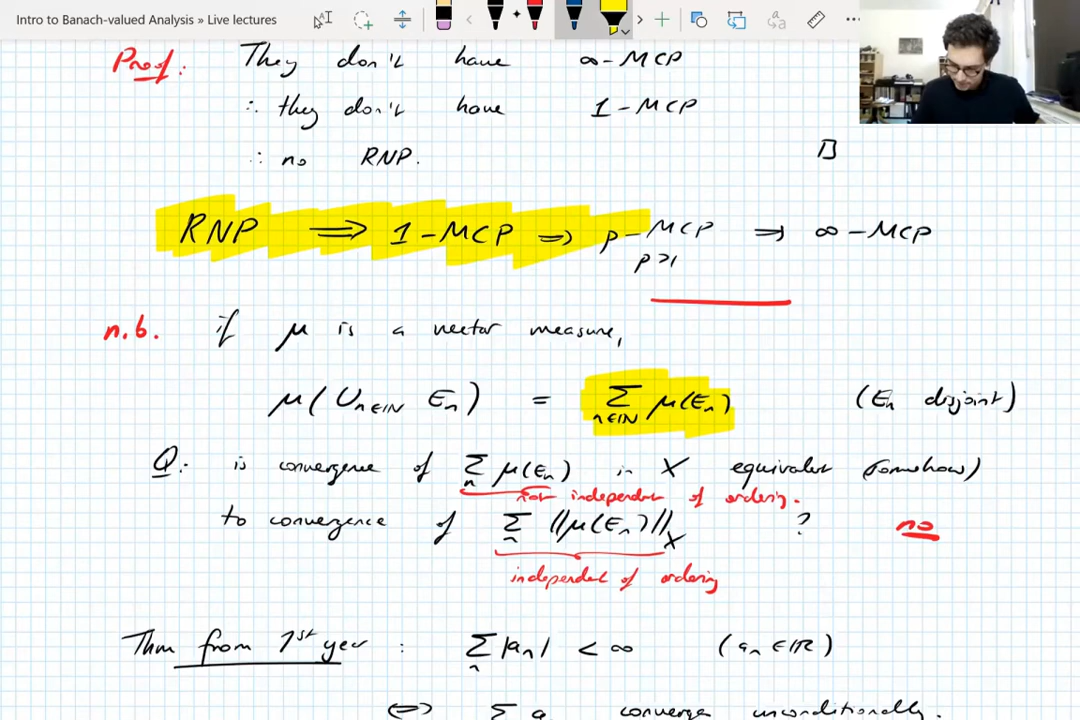 Intro to Banach-valued Analysis » Live lectures
Proof: They don't have ∞-MCP
∴ they don't have 1-MCP
∴ no RNP. □
RNP ⟹ 1-MCP ⟹ p-MCP ⟹ ∞-MCP
p>1
n.b. if μ is a vector measure,
μ(∪n∈ℕ En) = Σn∈ℕ μ(En) (En disjoint)
Q: is convergence of Σn μ(En) in X equivalent (somehow)
not independent of ordering.
to convergence of Σn ||μ(En)||X ? no
independent of ordering
Thm from 1st year : Σn |an| < ∞ (an ∈ ℝ)
⟺ Σ a converge unconditionally.